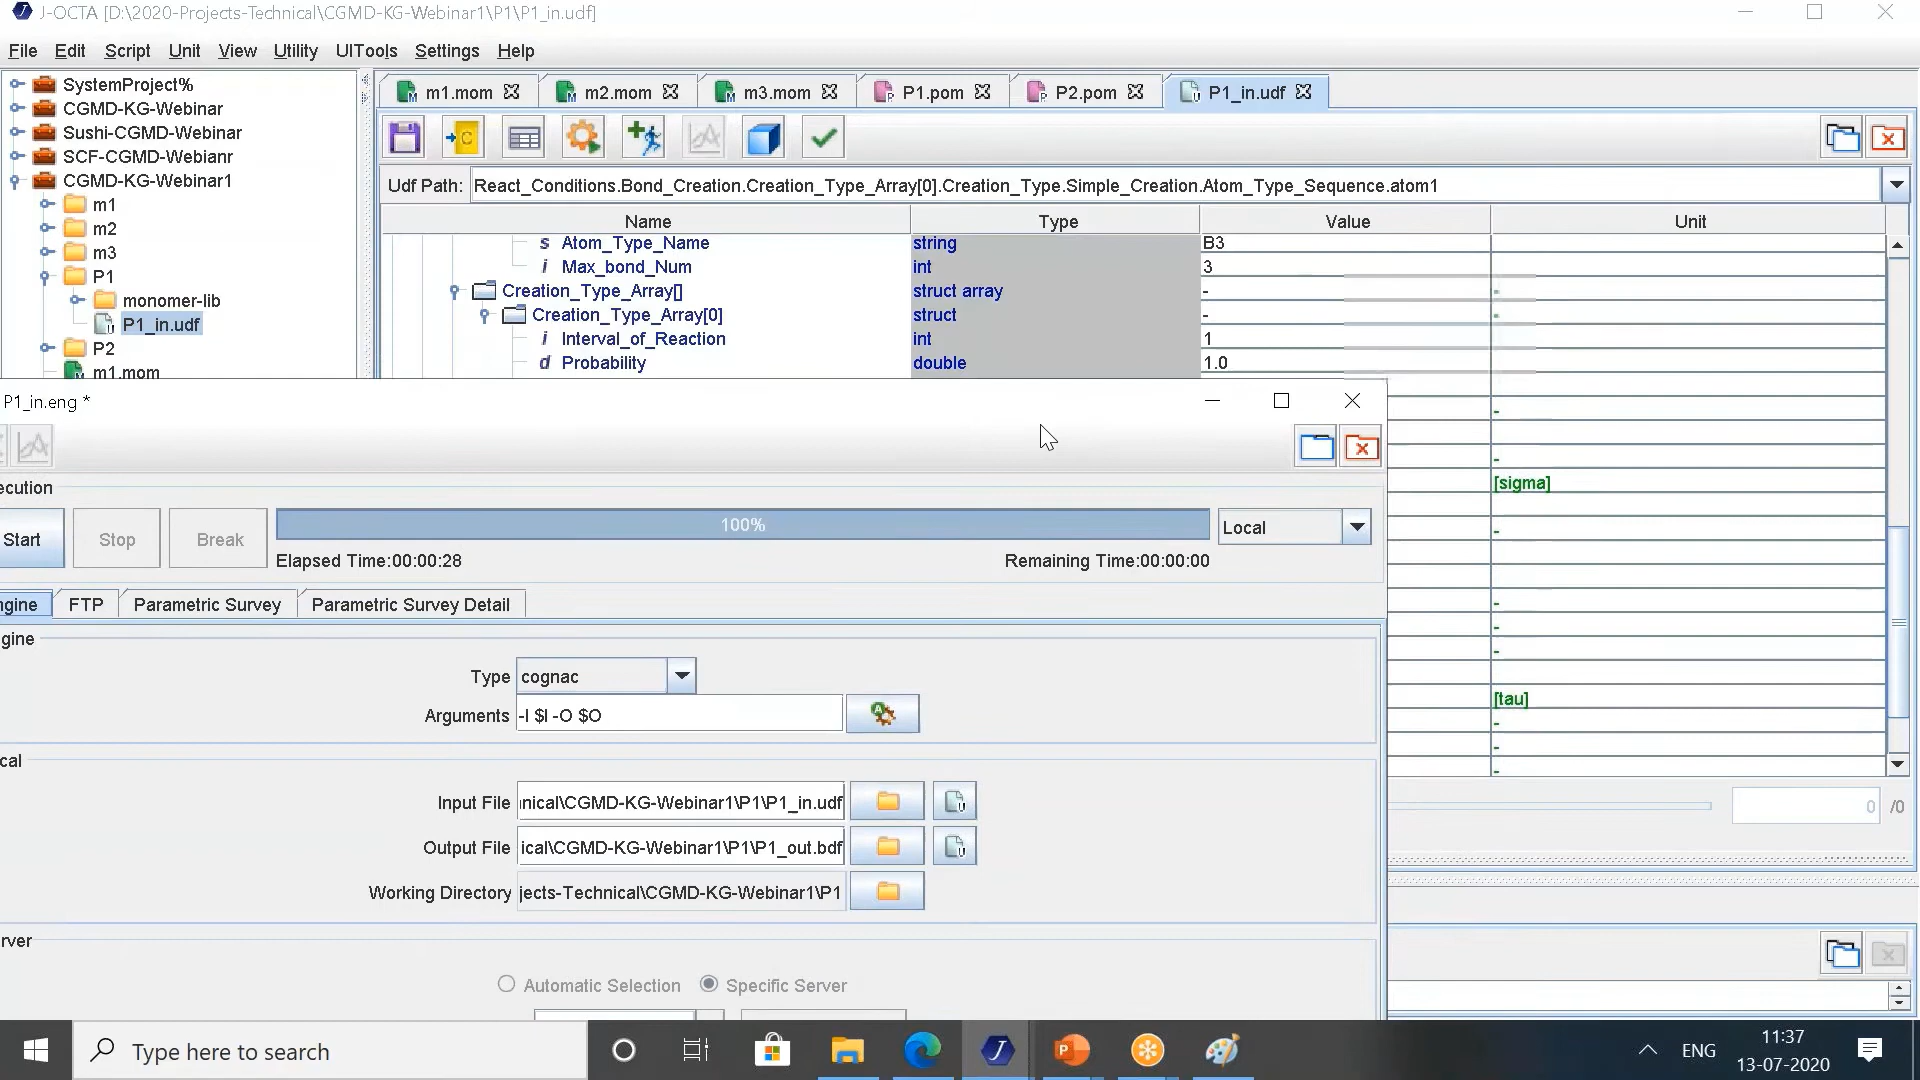 J-OCTA [D:\2020-Projects-Technical\CGMD-KG-Webinar1\P1\P1_in.udf]
File Edit Script Unit View Utility UITools Settings Help
SystemProject%
CGMD-KG-Webinar
Sushi-CGMD-Webinar
SCF-CGMD-Webianr
CGMD-KG-Webinar1
m1
m2
m3
P1
monomer-lib
P1_in.udf
P2
m1.mom
m1.mom m2.mom m3.mom P1.pom P2.pom P1_in.udf
Udf Path: React_Conditions.Bond_Creation.Creation_Type_Array[0].Creation_Type.Simple_Creation.Atom_Type_Sequence.atom1
Name Type Value Unit
s Atom_Type_Name string B3
i Max_bond_Num int 3
Creation_Type_Array[] struct array - -
Creation_Type_Array[0] struct - -
i Interval_of_Reaction int 1
d Probability double 1.0
-
-
[sigma]
-
-
-
-
[tau]
-
-
-
0 /0
P1_in.eng *
ecution
Start Stop Break 100% Local
Elapsed Time:00:00:28 Remaining Time:00:00:00
ngine FTP Parametric Survey Parametric Survey Detail
gine
Type cognac
Arguments -I $I -O $O
cal
Input File nical\CGMD-KG-Webinar1\P1\P1_in.udf
Output File ical\CGMD-KG-Webinar1\P1\P1_out.bdf
Working Directory jects-Technical\CGMD-KG-Webinar1\P1
rver
Automatic Selection Specific Server
Type here to search
ENG
11:37
13-07-2020